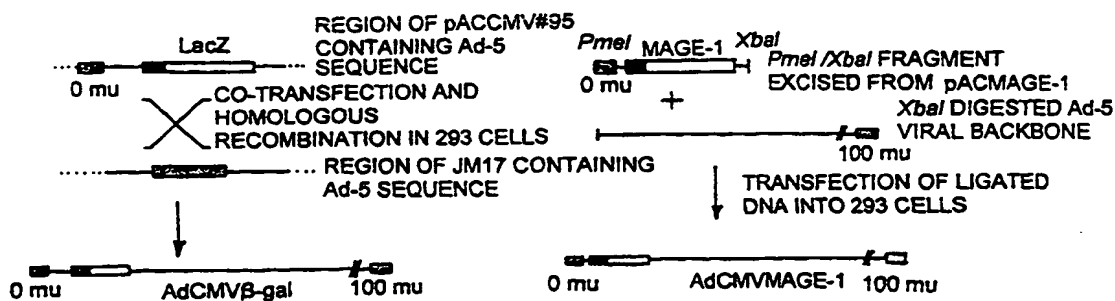 LacZ
REGION OF pACCMV#95
CONTAINING Ad-5
SEQUENCE
0 mu
CO-TRANSFECTION AND
HOMOLOGOUS
RECOMBINATION IN 293 CELLS
REGION OF JM17 CONTAINING
Ad-5 SEQUENCE
0 mu
AdCMVβ-gal
100 mu
PmeI
MAGE-1
XbaI
0 mu
PmeI /XbaI FRAGMENT
EXCISED FROM pACMAGE-1
+
XbaI DIGESTED Ad-5
VIRAL BACKBONE
100 mu
TRANSFECTION OF LIGATED
DNA INTO 293 CELLS
0 mu
AdCMVMAGE-1
100 mu